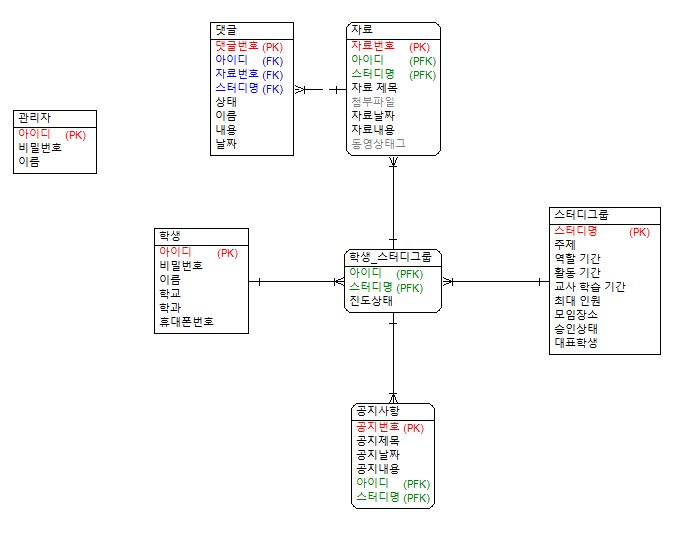 댓글
댓글번호 (PK)
아이디 (FK)
자료번호 (FK)
스터디명 (FK)
상태
이름
내용
날짜
자료
자료번호 (PK)
아이디 (PFK)
스터디명 (PFK)
자료 제목
첨부파일
자료날짜
자료내용
동영상태그
관리자
아이디 (PK)
비밀번호
이름
학생
아이디 (PK)
비밀번호
이름
학교
학과
휴대폰번호
학생_스터디그룹
아이디 (PFK)
스터디명 (PFK)
진도상태
스터디그룹
스터디명 (PK)
주제
역할 기간
활동 기간
교사 학습 기간
최대 인원
모임장소
승인상태
대표학생
공지사항
공지번호 (PK)
공지제목
공지날짜
공지내용
아이디 (PFK)
스터디명 (PFK)